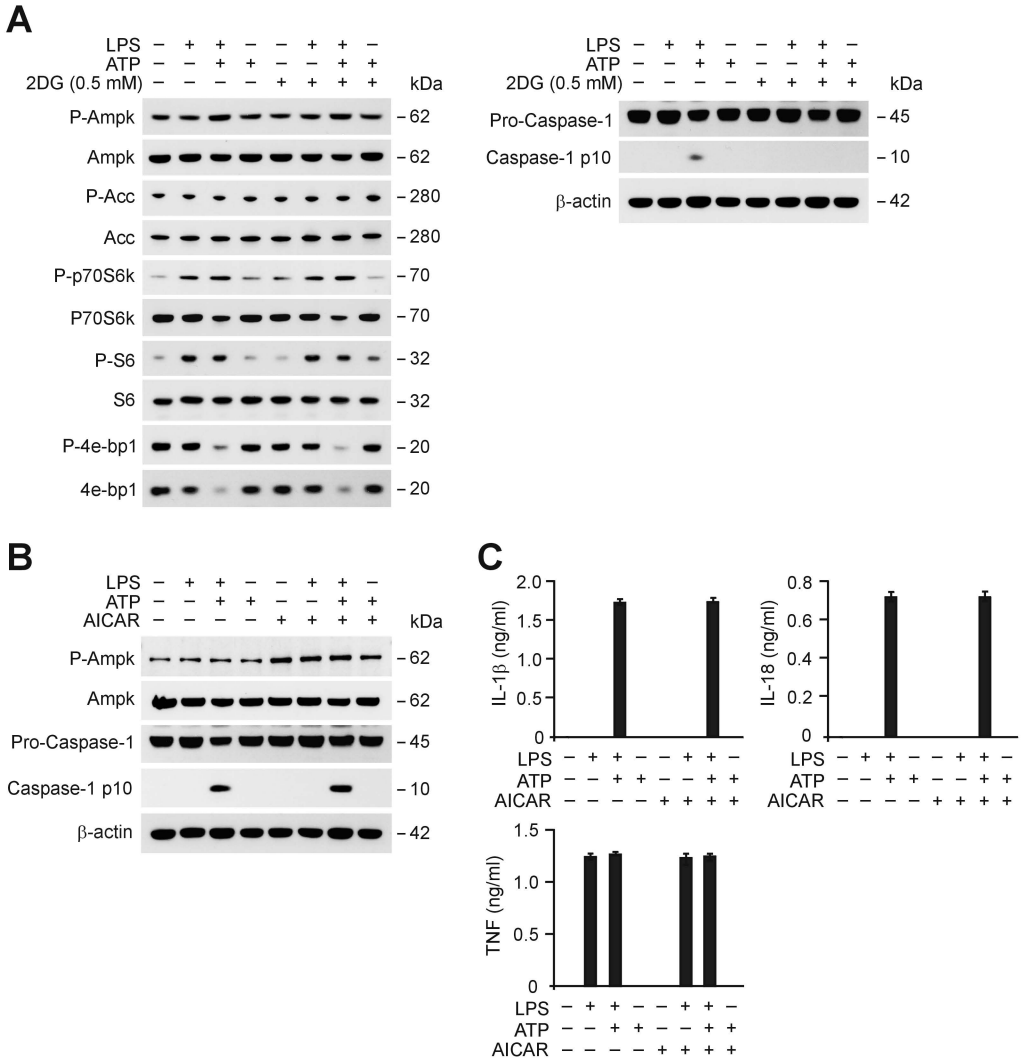 A
LPS – + + – – + + –
ATP – – + + – – + +
2DG (0.5 mM) – – – – + + + + kDa
P-Ampk – 62
Ampk – 62
P-Acc – 280
Acc – 280
P-p70S6k – 70
P70S6k – 70
P-S6 – 32
S6 – 32
P-4e-bp1 – 20
4e-bp1 – 20
LPS – + + – – + + –
ATP – – + + – – + +
2DG (0.5 mM) – – – – + + + + kDa
Pro-Caspase-1 – 45
Caspase-1 p10 – 10
β-actin – 42
B
LPS – + + – – + + –
ATP – – + + – – + +
AICAR – – – – + + + + kDa
P-Ampk – 62
Ampk – 62
Pro-Caspase-1 – 45
Caspase-1 p10 – 10
β-actin – 42
C
IL-1β (ng/ml)
2.0
1.5
1.0
0.5
0
LPS – + + – – + + –
ATP – – + + – – + +
AICAR – – – – + + + +
IL-18 (ng/ml)
0.8
0.6
0.4
0.2
0
LPS – + + – – + + –
ATP – – + + – – + +
AICAR – – – – + + + +
TNF (ng/ml)
1.5
1.0
0.5
0
LPS – + + – – + + –
ATP – – + + – – + +
AICAR – – – – + + + +